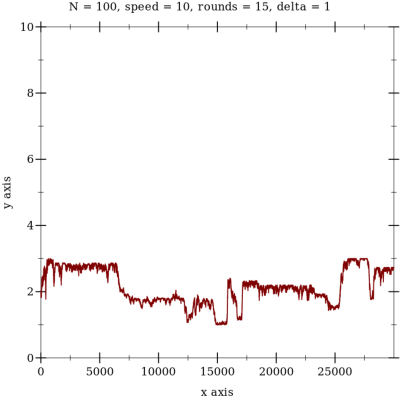 N = 100, speed = 10, rounds = 15, delta = 1
10
8
6
4
2
0
y axis
0 5000 10000 15000 20000 25000
x axis